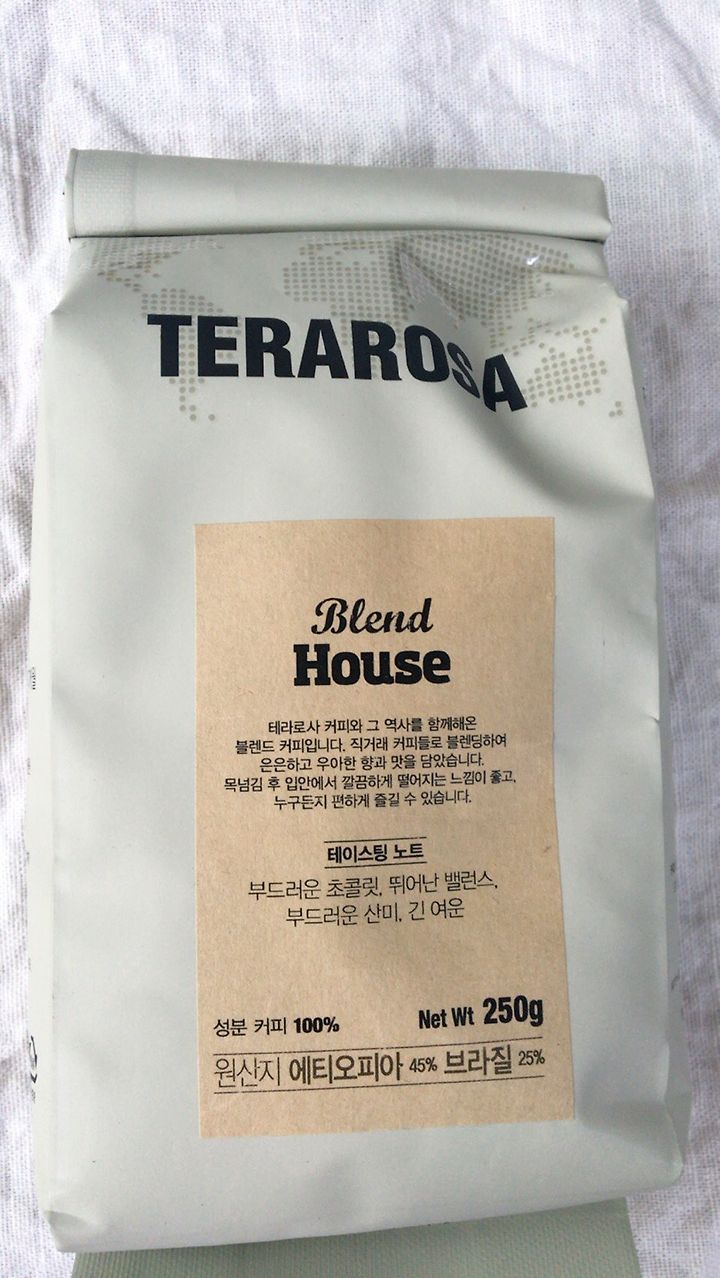 TERAROSA
Blend
House
테라로사 커피와 그 역사를 함께해온
블렌드 커피입니다. 직거래 커피들로 블렌딩하여
은은하고 우아한 향과 맛을 담았습니다.
목넘김 후 입안에서 깔끔하게 떨어지는 느낌이 좋고,
누구든지 편하게 즐길 수 있습니다.
테이스팅 노트
부드러운 초콜릿, 뛰어난 밸런스,
부드러운 산미, 긴 여운
성분 커피 100% Net Wt 250g
원산지 에티오피아 45% 브라질 25%